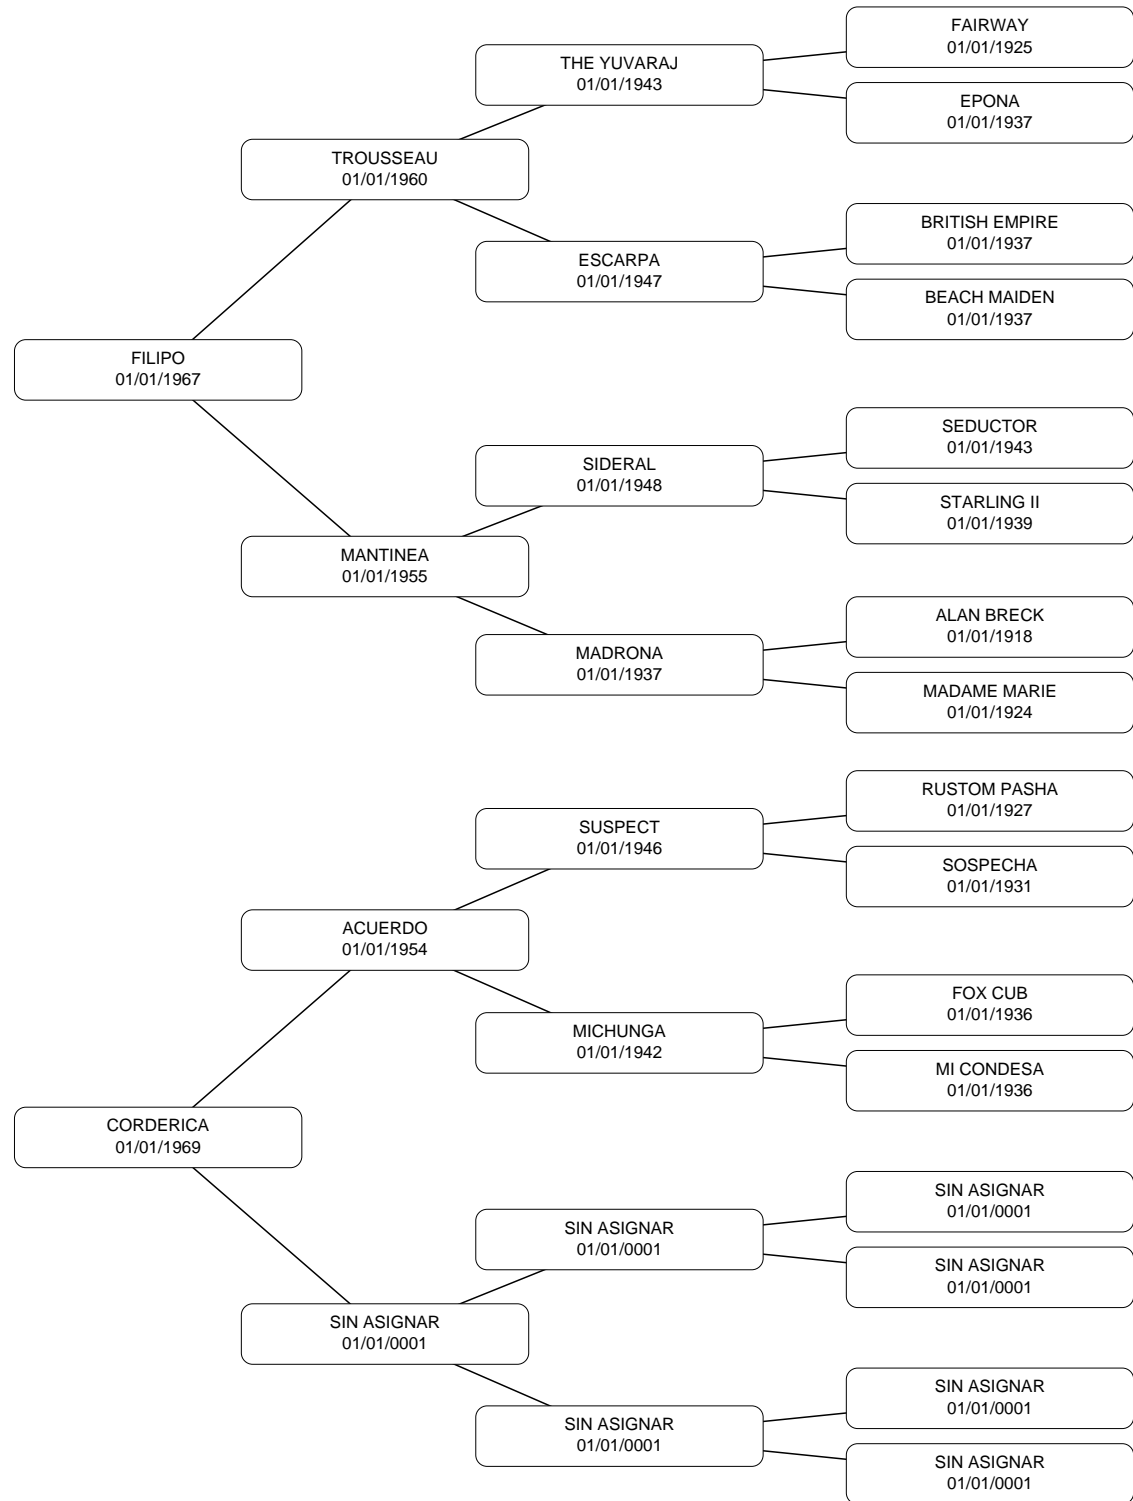 FAIRWAY
01/01/1925
THE YUVARAJ
01/01/1943
EPONA
01/01/1937
TROUSSEAU
01/01/1960
BRITISH EMPIRE
01/01/1937
ESCARPA
01/01/1947
BEACH MAIDEN
01/01/1937
FILIPO
01/01/1967
SEDUCTOR
01/01/1943
SIDERAL
01/01/1948
STARLING II
01/01/1939
MANTINEA
01/01/1955
ALAN BRECK
01/01/1918
MADRONA
01/01/1937
MADAME MARIE
01/01/1924
RUSTOM PASHA
01/01/1927
SUSPECT
01/01/1946
SOSPECHA
01/01/1931
ACUERDO
01/01/1954
FOX CUB
01/01/1936
MICHUNGA
01/01/1942
MI CONDESA
01/01/1936
CORDERICA
01/01/1969
SIN ASIGNAR
01/01/0001
SIN ASIGNAR
01/01/0001
SIN ASIGNAR
01/01/0001
SIN ASIGNAR
01/01/0001
SIN ASIGNAR
01/01/0001
SIN ASIGNAR
01/01/0001
SIN ASIGNAR
01/01/0001